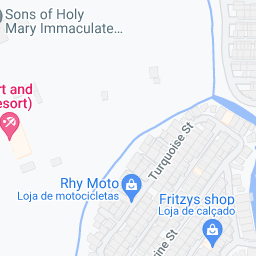 Sons of Holy
Mary Immaculate...
rt and
esort)
Turquoise St
Rhy Moto
Loja de motocicletas
Fritzys shop
Loja de calçado
rine St